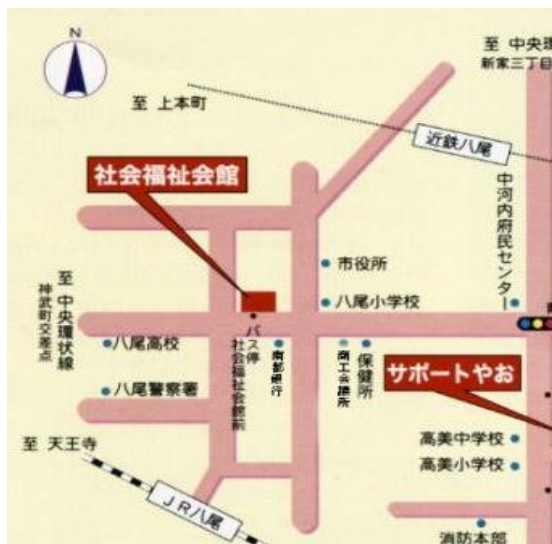 N
至 中央環
新家三丁目
至 上本町
近鉄八尾
社会福祉会館
中河内府民センター
市役所
八尾小学校
至 中央環状線
神武町交差点
八尾高校
バス停
社会福祉会館前
南都銀行
商工会議所
保健所
サポートやお
八尾警察署
高美中学校
高美小学校
至 天王寺
JR八尾
消防本部